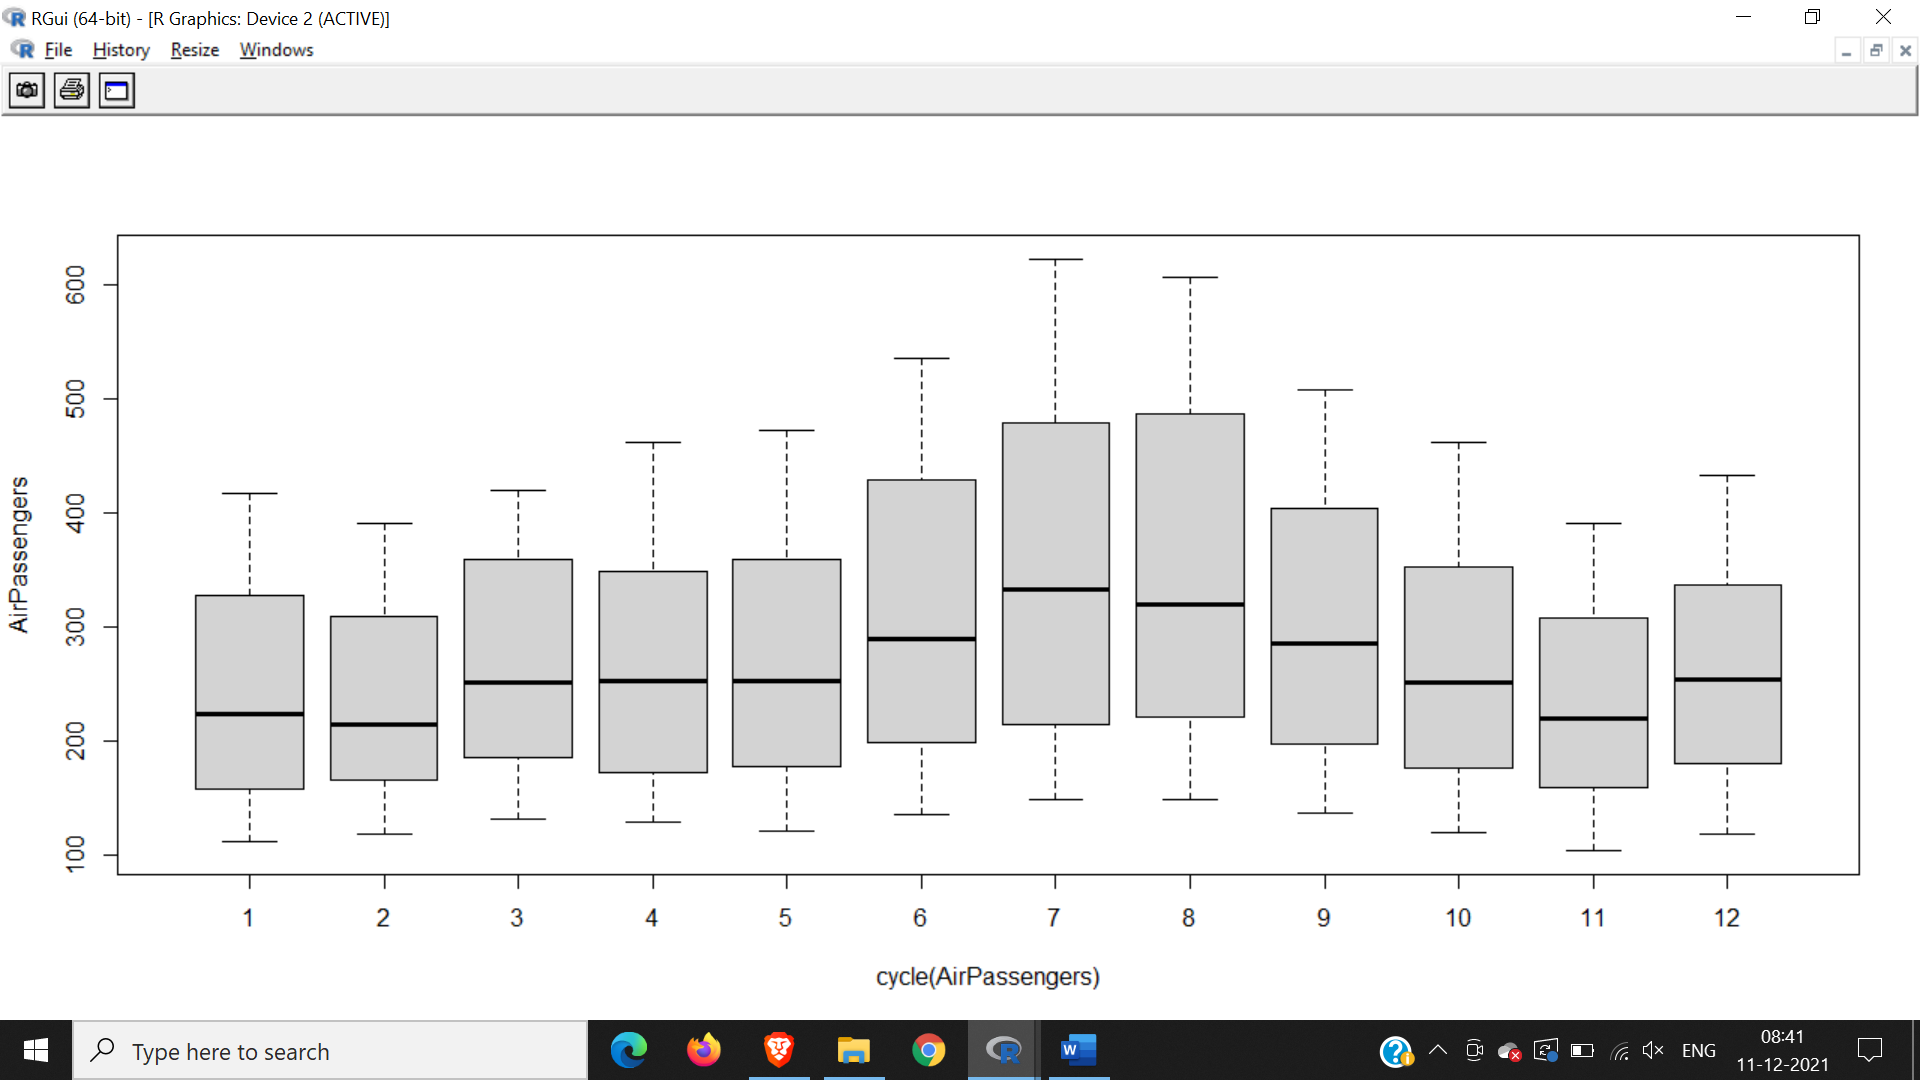 RGui (64-bit) - [R Graphics: Device 2 (ACTIVE)]
File History Resize Windows
600
500
400
300
200
100
AirPassengers
1 2 3 4 5 6 7 8 9 10 11 12
cycle(AirPassengers)
Type here to search
ENG
08:41
11-12-2021